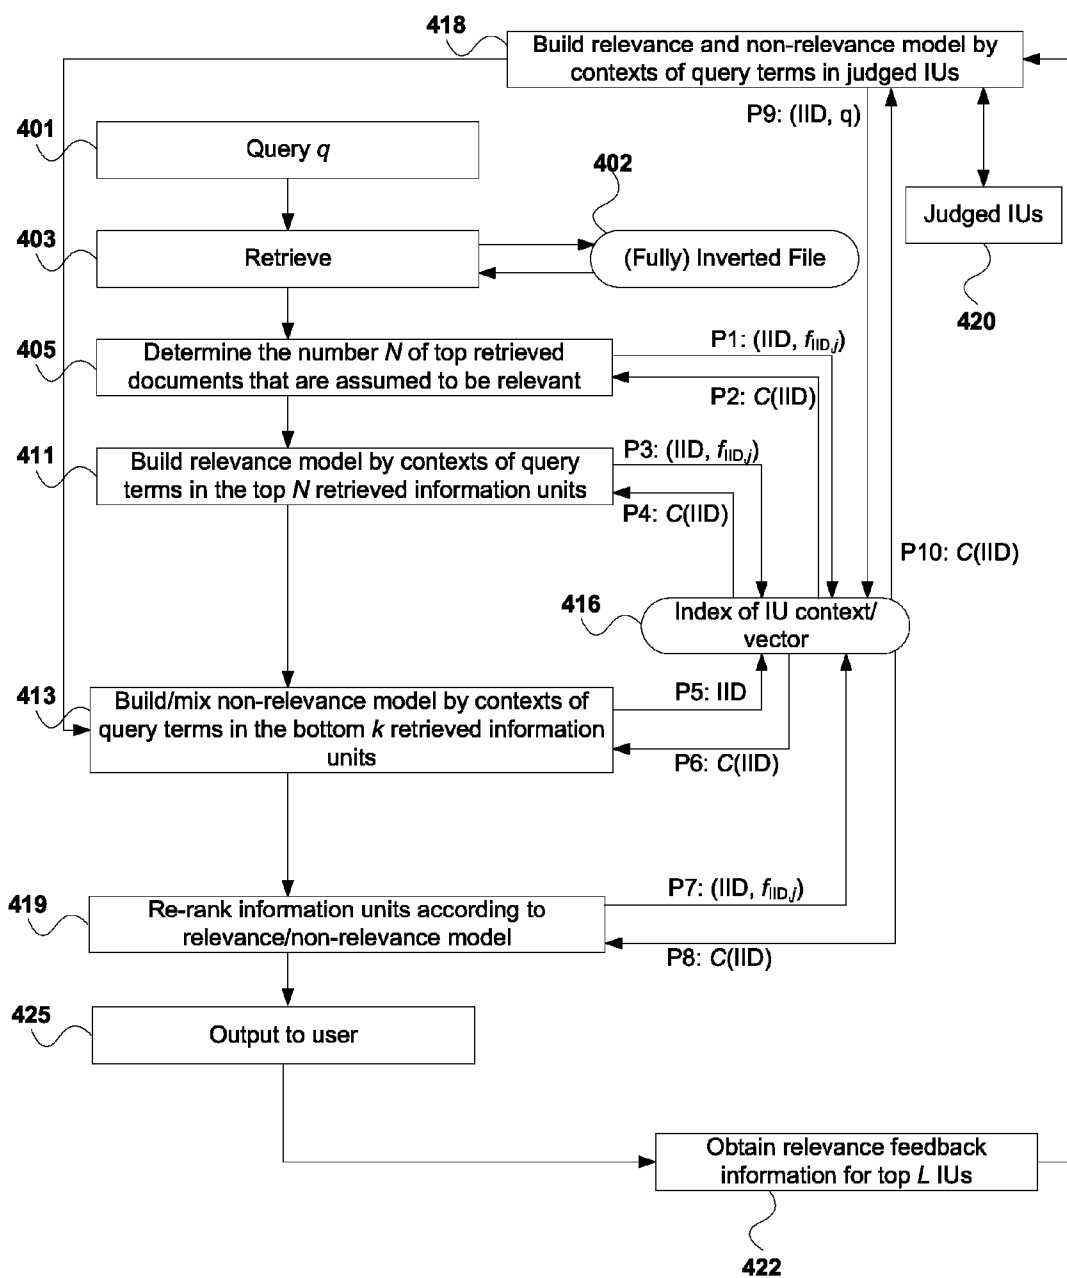 418
Build relevance and non-relevance model by
contexts of query terms in judged IUs
P9: (IID, q)
401
Query q
402
Judged IUs
403
Retrieve
(Fully) Inverted File
420
405
Determine the number N of top retrieved
documents that are assumed to be relevant
P1: (IID, fIID,j)
P2: C(IID)
411
Build relevance model by contexts of query
terms in the top N retrieved information units
P3: (IID, fIID,j)
P4: C(IID)
P10: C(IID)
416
Index of IU context/
vector
413
Build/mix non-relevance model by contexts of
query terms in the bottom k retrieved information
units
P5: IID
P6: C(IID)
419
Re-rank information units according to
relevance/non-relevance model
P7: (IID, fIID,j)
P8: C(IID)
425
Output to user
Obtain relevance feedback
information for top L IUs
422